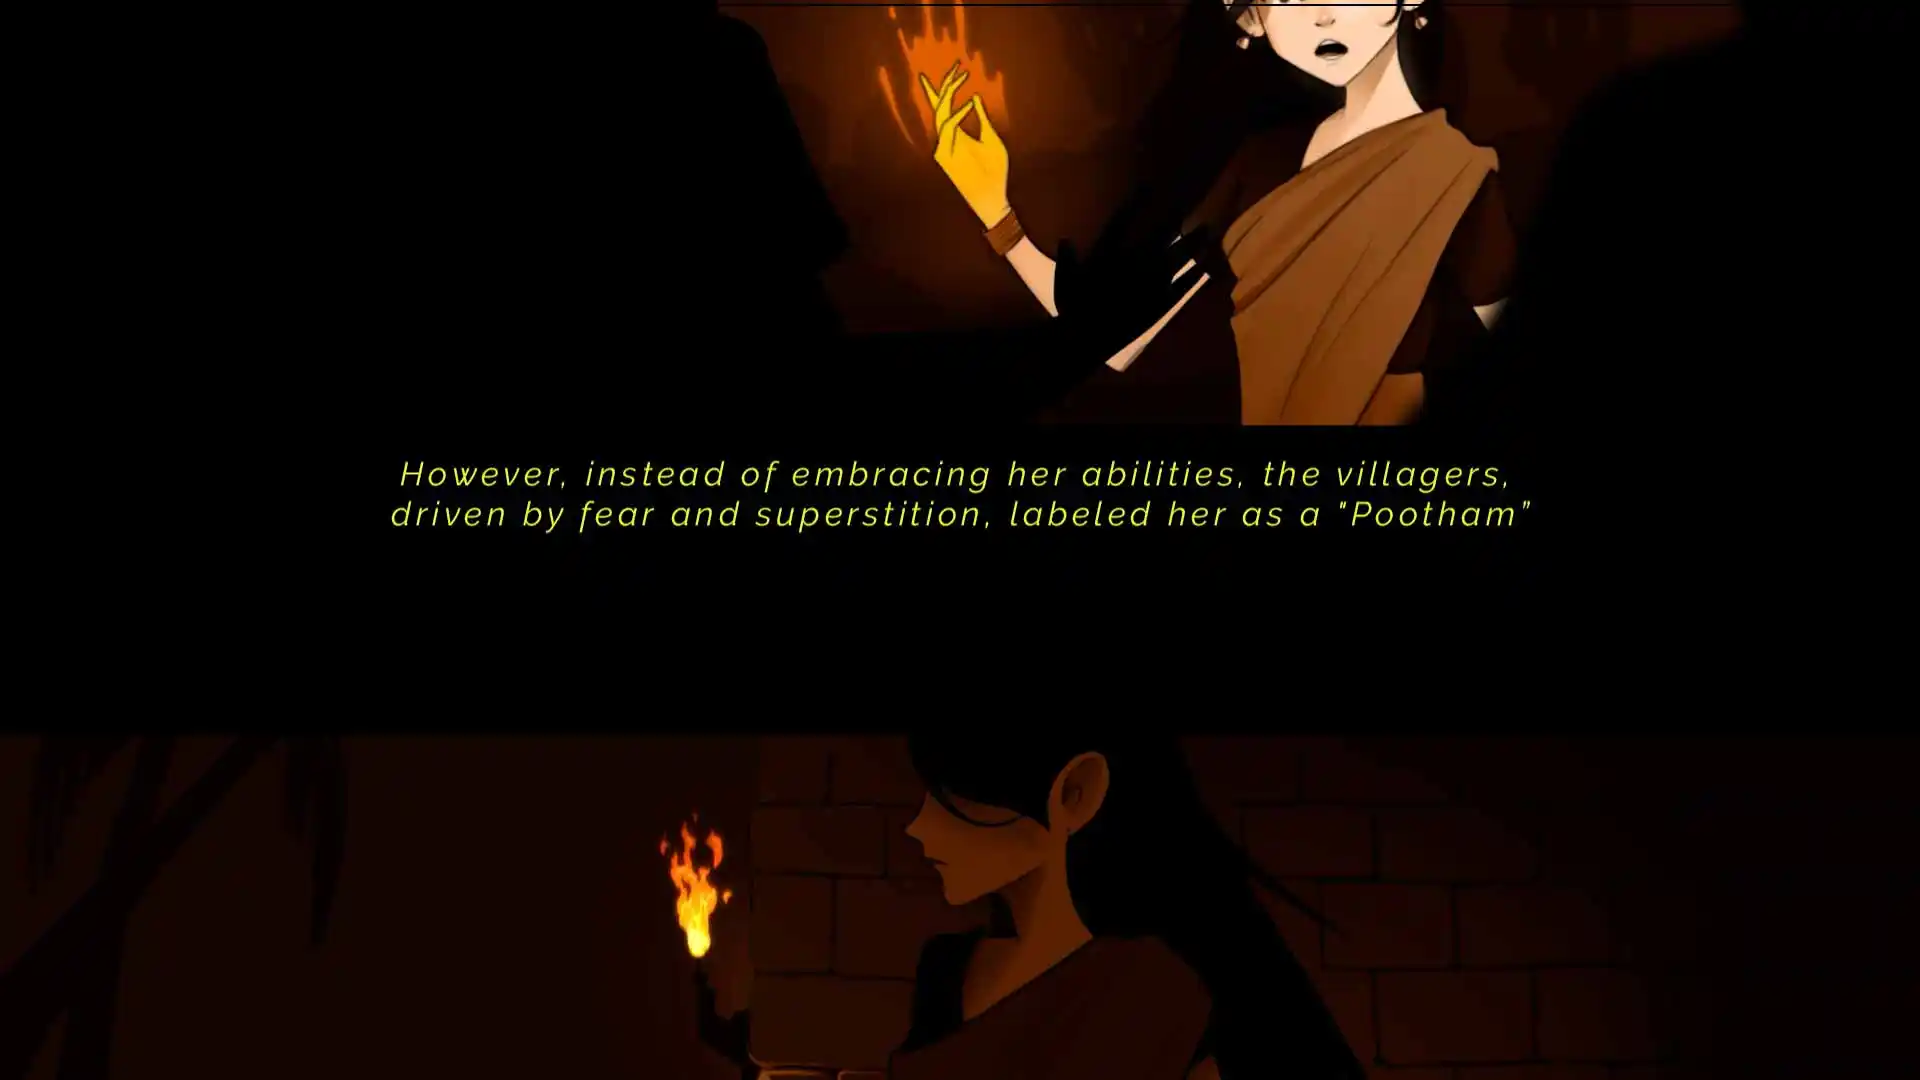 However, instead of embracing her abilities, the villagers,
driven by fear and superstition, labeled her as a "Pootham”